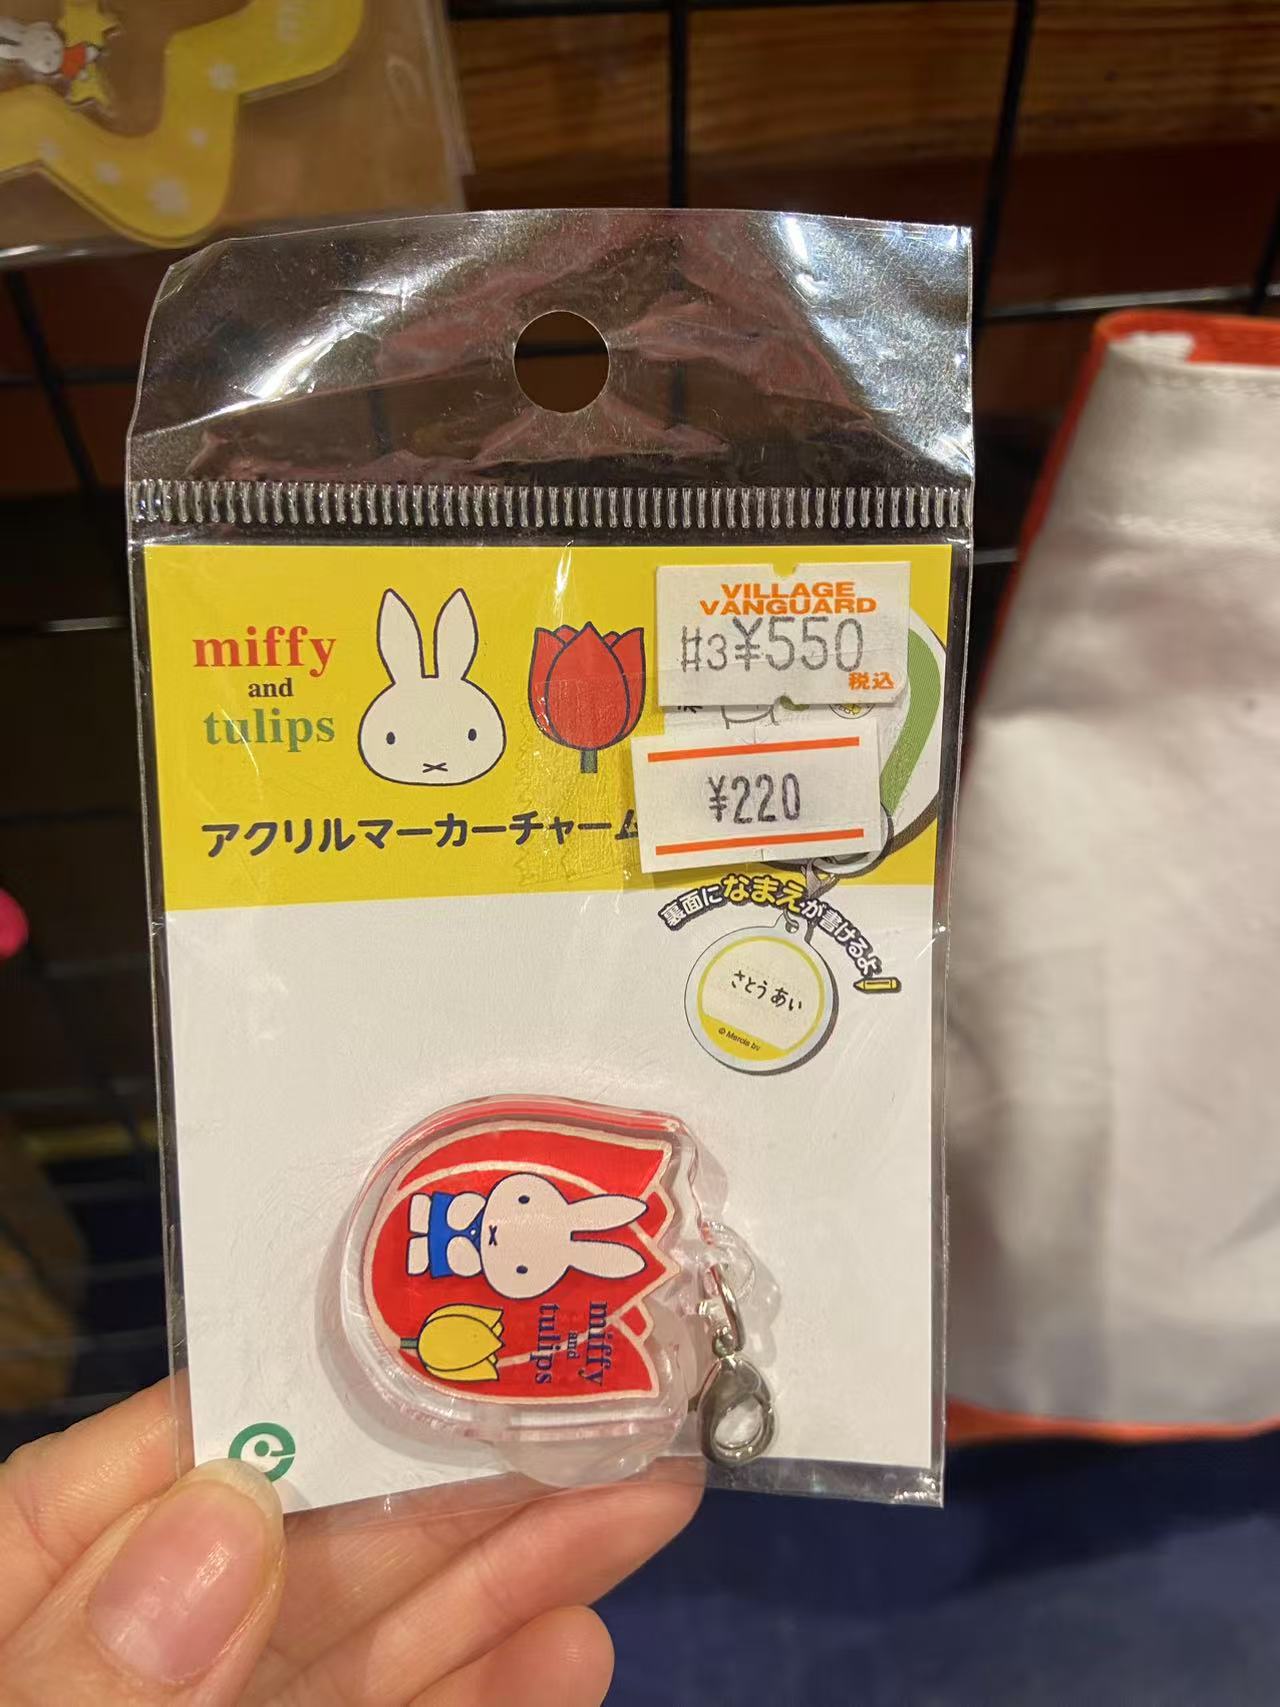 miffy
and
tulips
VILLAGE
VANGUARD
#3¥550
税込
¥220
アクリルマーカーチャーム
裏面になまえが書けるよ
さとう あい
© Mercis bv
miffy
and
tulips